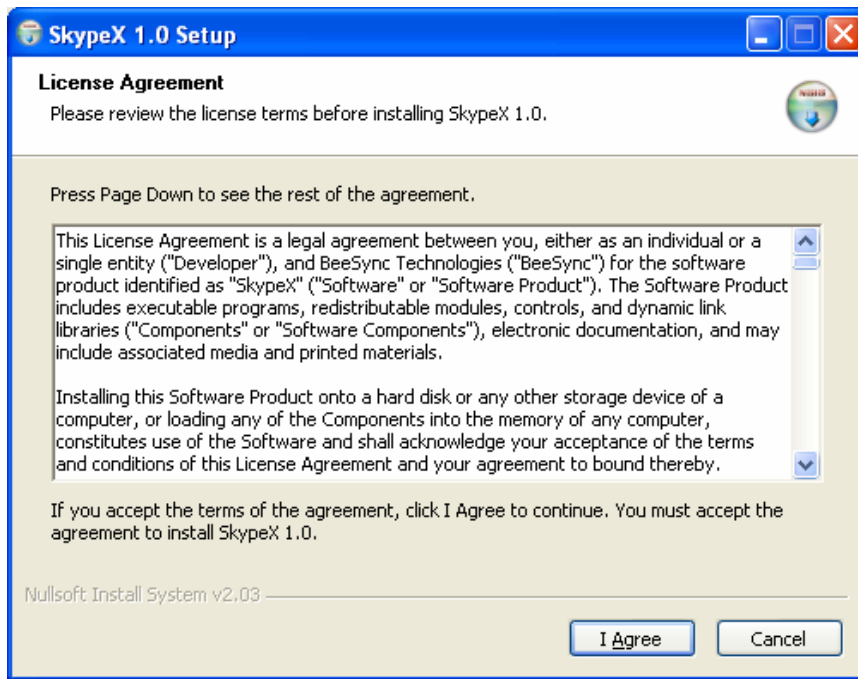 SkypeX 1.0 Setup
License Agreement
Please review the license terms before installing SkypeX 1.0.
Press Page Down to see the rest of the agreement.
This License Agreement is a legal agreement between you, either as an individual or a
single entity ("Developer"), and BeeSync Technologies ("BeeSync") for the software
product identified as "SkypeX" ("Software" or "Software Product"). The Software Product
includes executable programs, redistributable modules, controls, and dynamic link
libraries ("Components" or "Software Components"), electronic documentation, and may
include associated media and printed materials.
Installing this Software Product onto a hard disk or any other storage device of a
computer, or loading any of the Components into the memory of any computer,
constitutes use of the Software and shall acknowledge your acceptance of the terms
and conditions of this License Agreement and your agreement to bound thereby.
If you accept the terms of the agreement, click I Agree to continue. You must accept the
agreement to install SkypeX 1.0.
Nullsoft Install System v2.03
I Agree
Cancel